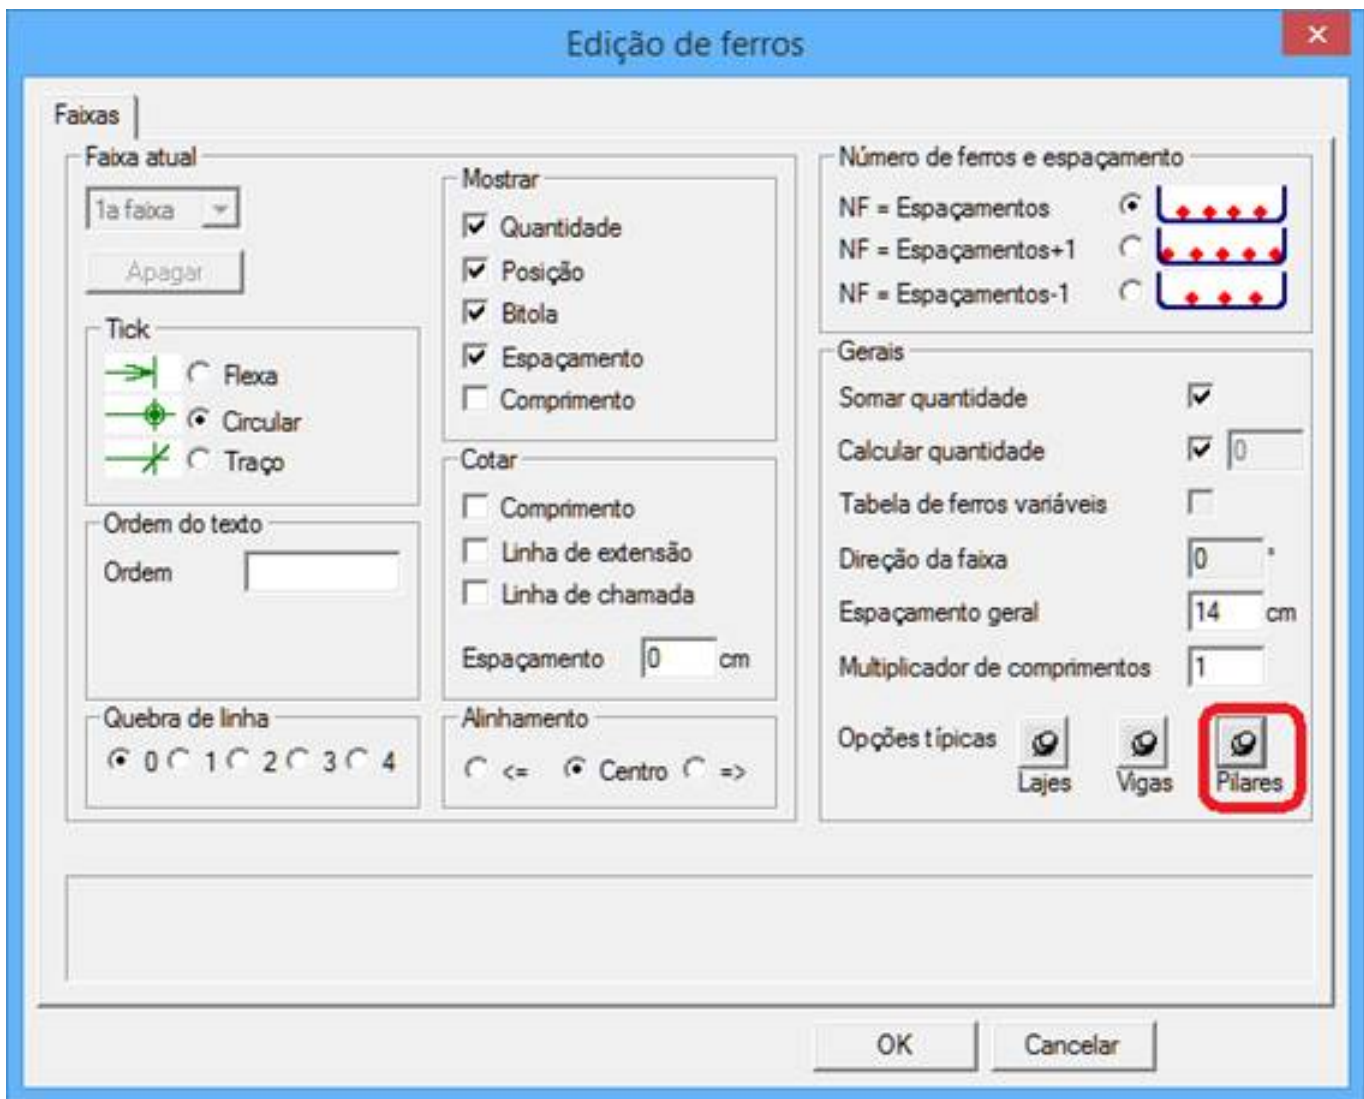 Edição de ferros
Faixas
Faixa atual
1a faixa
Apagar
Tick
Flexa
Circular
Traço
Ordem do texto
Ordem
Quebra de linha
0 1 2 3 4
Mostrar
Quantidade
Posição
Bitola
Espaçamento
Comprimento
Cotar
Comprimento
Linha de extensão
Linha de chamada
Espaçamento 0 cm
Alinhamento
<= Centro =>
Número de ferros e espaçamento
NF = Espaçamentos
NF = Espaçamentos+1
NF = Espaçamentos-1
Gerais
Somar quantidade
Calcular quantidade 0
Tabela de ferros variáveis
Direção da faixa 0 °
Espaçamento geral 14 cm
Multiplicador de comprimentos 1
Opções típicas
Lajes Vigas Pilares
OK Cancelar